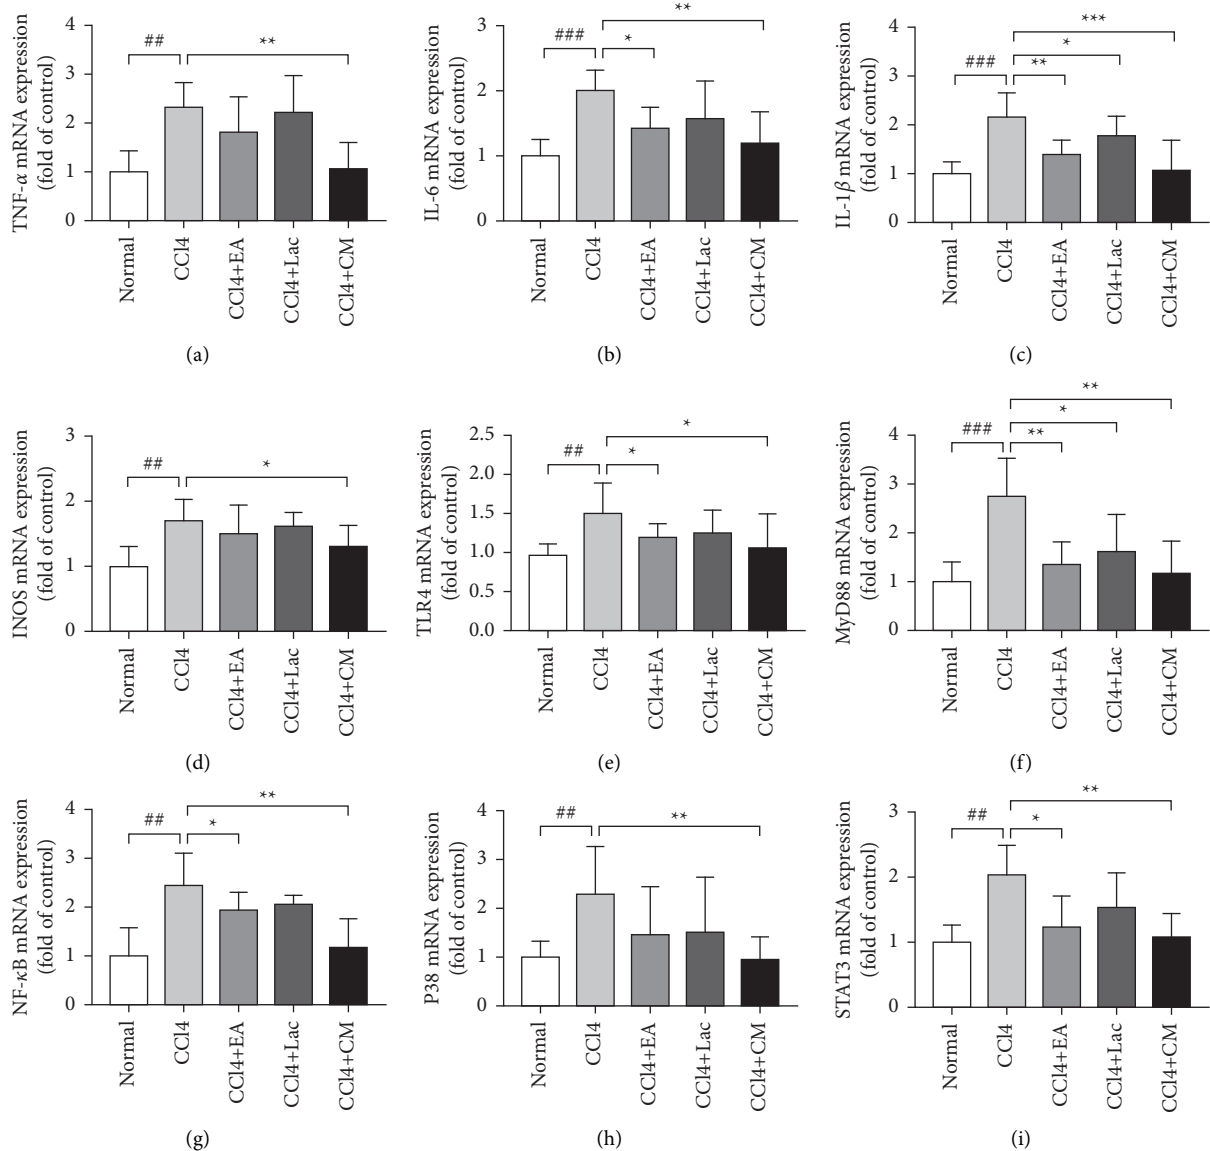 TNF-α mRNA expression
(fold of control)
4
3
2
1
0
##
**
Normal
CCl4
CCl4+EA
CCl4+Lac
CCl4+CM
(a)
IL-6 mRNA expression
(fold of control)
3
2
1
0
###
*
**
Normal
CCl4
CCl4+EA
CCl4+Lac
CCl4+CM
(b)
IL-1β mRNA expression
(fold of control)
4
3
2
1
0
###
**
*
***
Normal
CCl4
CCl4+EA
CCl4+Lac
CCl4+CM
(c)
INOS mRNA expression
(fold of control)
3
2
1
0
##
*
Normal
CCl4
CCl4+EA
CCl4+Lac
CCl4+CM
(d)
TLR4 mRNA expression
(fold of control)
2.5
2.0
1.5
1.0
0.5
0.0
##
*
*
Normal
CCl4
CCl4+EA
CCl4+Lac
CCl4+CM
(e)
MyD88 mRNA expression
(fold of control)
4
3
2
1
0
###
**
*
**
Normal
CCl4
CCl4+EA
CCl4+Lac
CCl4+CM
(f)
NF-κB mRNA expression
(fold of control)
4
3
2
1
0
##
*
**
Normal
CCl4
CCl4+EA
CCl4+Lac
CCl4+CM
(g)
P38 mRNA expression
(fold of control)
4
3
2
1
0
##
**
Normal
CCl4
CCl4+EA
CCl4+Lac
CCl4+CM
(h)
STAT3 mRNA expression
(fold of control)
3
2
1
0
##
*
**
Normal
CCl4
CCl4+EA
CCl4+Lac
CCl4+CM
(i)